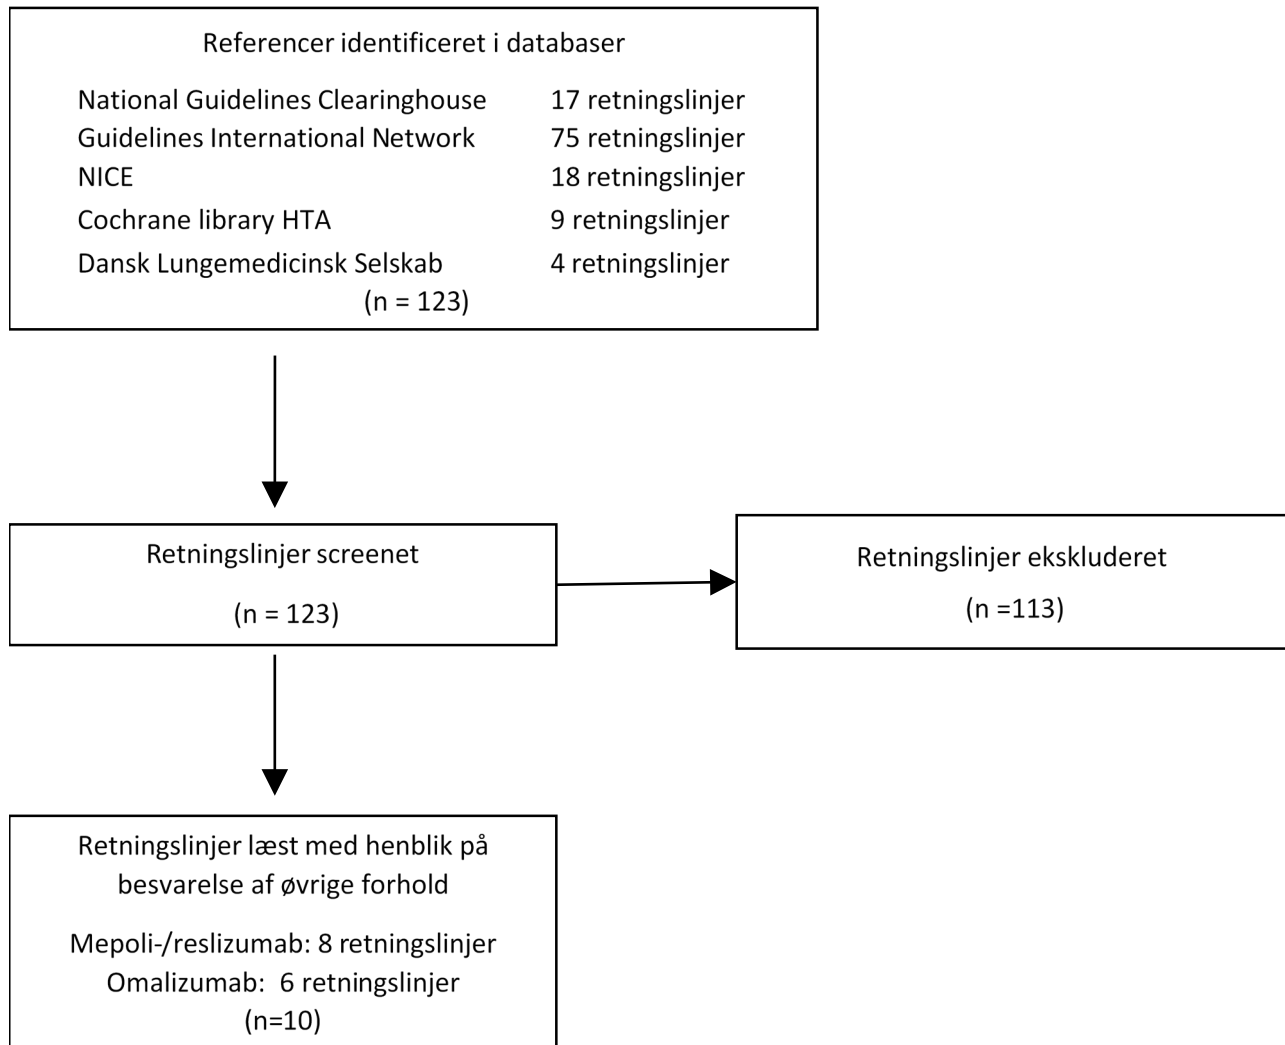 Referencer identificeret i databaser
National Guidelines Clearinghouse 17 retningslinjer
Guidelines International Network 75 retningslinjer
NICE 18 retningslinjer
Cochrane library HTA 9 retningslinjer
Dansk Lungemedicinsk Selskab 4 retningslinjer
(n = 123)
Retningslinjer screenet
(n = 123)
Retningslinjer ekskluderet
(n =113)
Retningslinjer læst med henblik på
besvarelse af øvrige forhold
Mepoli-/reslizumab: 8 retningslinjer
Omalizumab: 6 retningslinjer
(n=10)